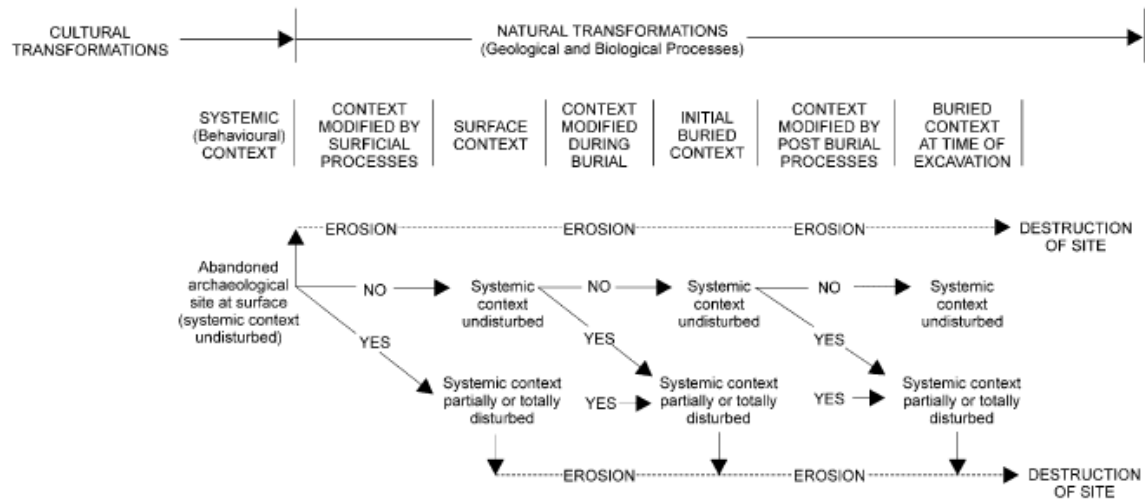 CULTURAL
TRANSFORMATIONS
NATURAL TRANSFORMATIONS
(Geological and Biological Processes)
SYSTEMIC
(Behavioural)
CONTEXT
CONTEXT
MODIFIED BY
SURFICIAL
PROCESSES
SURFACE
CONTEXT
CONTEXT
MODIFIED
DURING
BURIAL
INITIAL
BURIED
CONTEXT
CONTEXT
MODIFIED BY
POST BURIAL
PROCESSES
BURIED
CONTEXT
AT TIME OF
EXCAVATION
EROSION
EROSION
EROSION
DESTRUCTION
OF SITE
Abandoned
archaeological
site at surface
(systemic context
undisturbed)
NO
Systemic
context
undisturbed
NO
Systemic
context
undisturbed
NO
Systemic
context
undisturbed
YES
YES
YES
Systemic context
partially or totally
disturbed
YES
Systemic context
partially or totally
disturbed
YES
Systemic context
partially or totally
disturbed
EROSION
EROSION
DESTRUCTION
OF SITE